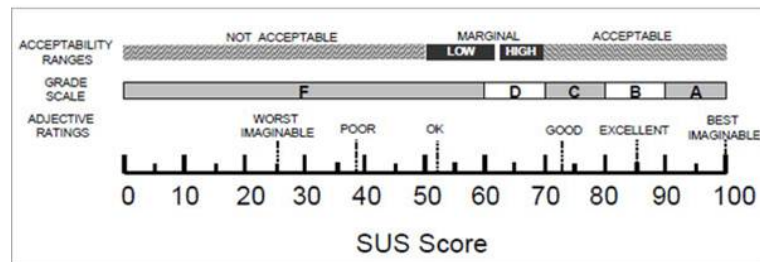 NOT ACCEPTABLE MARGINAL ACCEPTABLE
ACCEPTABILITY
RANGES
LOW HIGH
GRADE
SCALE
F D C B A
ADJECTIVE
RATINGS
WORST
IMAGINABLE POOR OK GOOD EXCELLENT BEST
IMAGINABLE
0 10 20 30 40 50 60 70 80 90 100
SUS Score